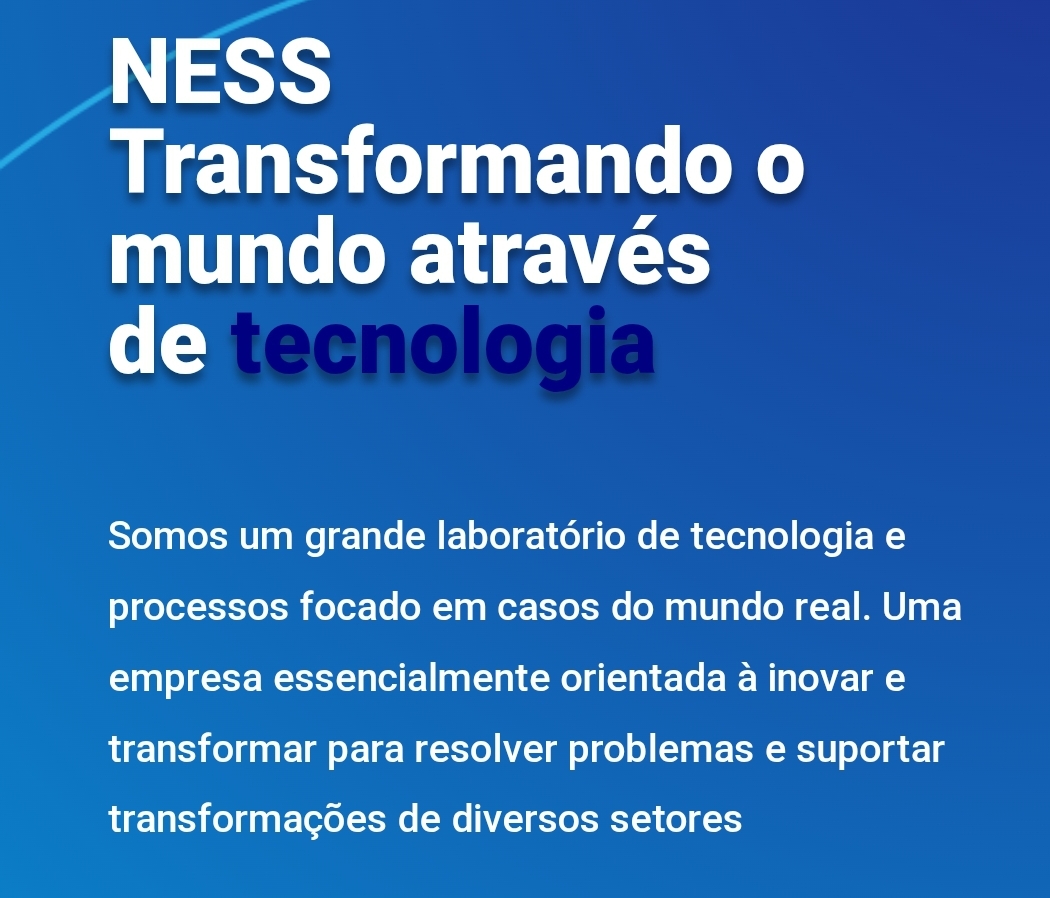 NESS
Transformando o
mundo através
de tecnologia
Somos um grande laboratório de tecnologia e
processos focado em casos do mundo real. Uma
empresa essencialmente orientada à inovar e
transformar para resolver problemas e suportar
transformações de diversos setores